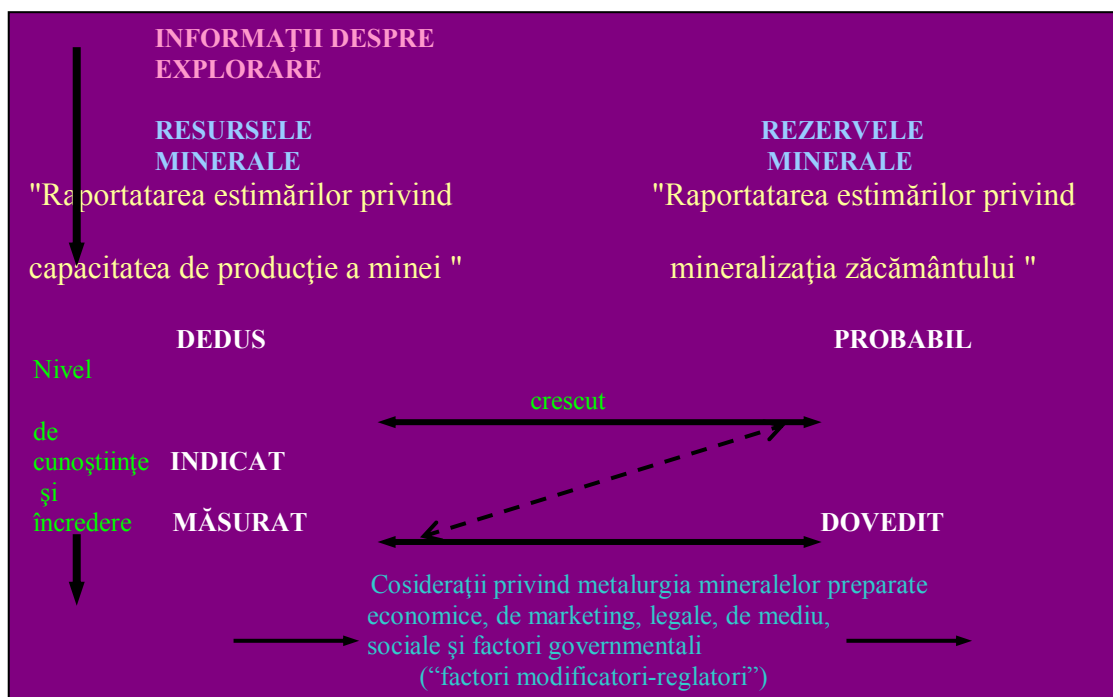 INFORMAŢII DESPRE
EXPLORARE
RESURSELE
MINERALE
REZERVELE
MINERALE
"Raportatarea estimărilor privind
capacitatea de producţie a minei "
"Raportatarea estimărilor privind
mineralizaţia zăcământului "
DEDUS
PROBABIL
Nivel
de
cunoştiinţe
şi
încredere
crescut
INDICAT
MĂSURAT
DOVEDIT
Cosideraţii privind metalurgia mineralelor preparate
economice, de marketing, legale, de mediu,
sociale şi factori governmentali
(“factori modificatori-reglatori”)